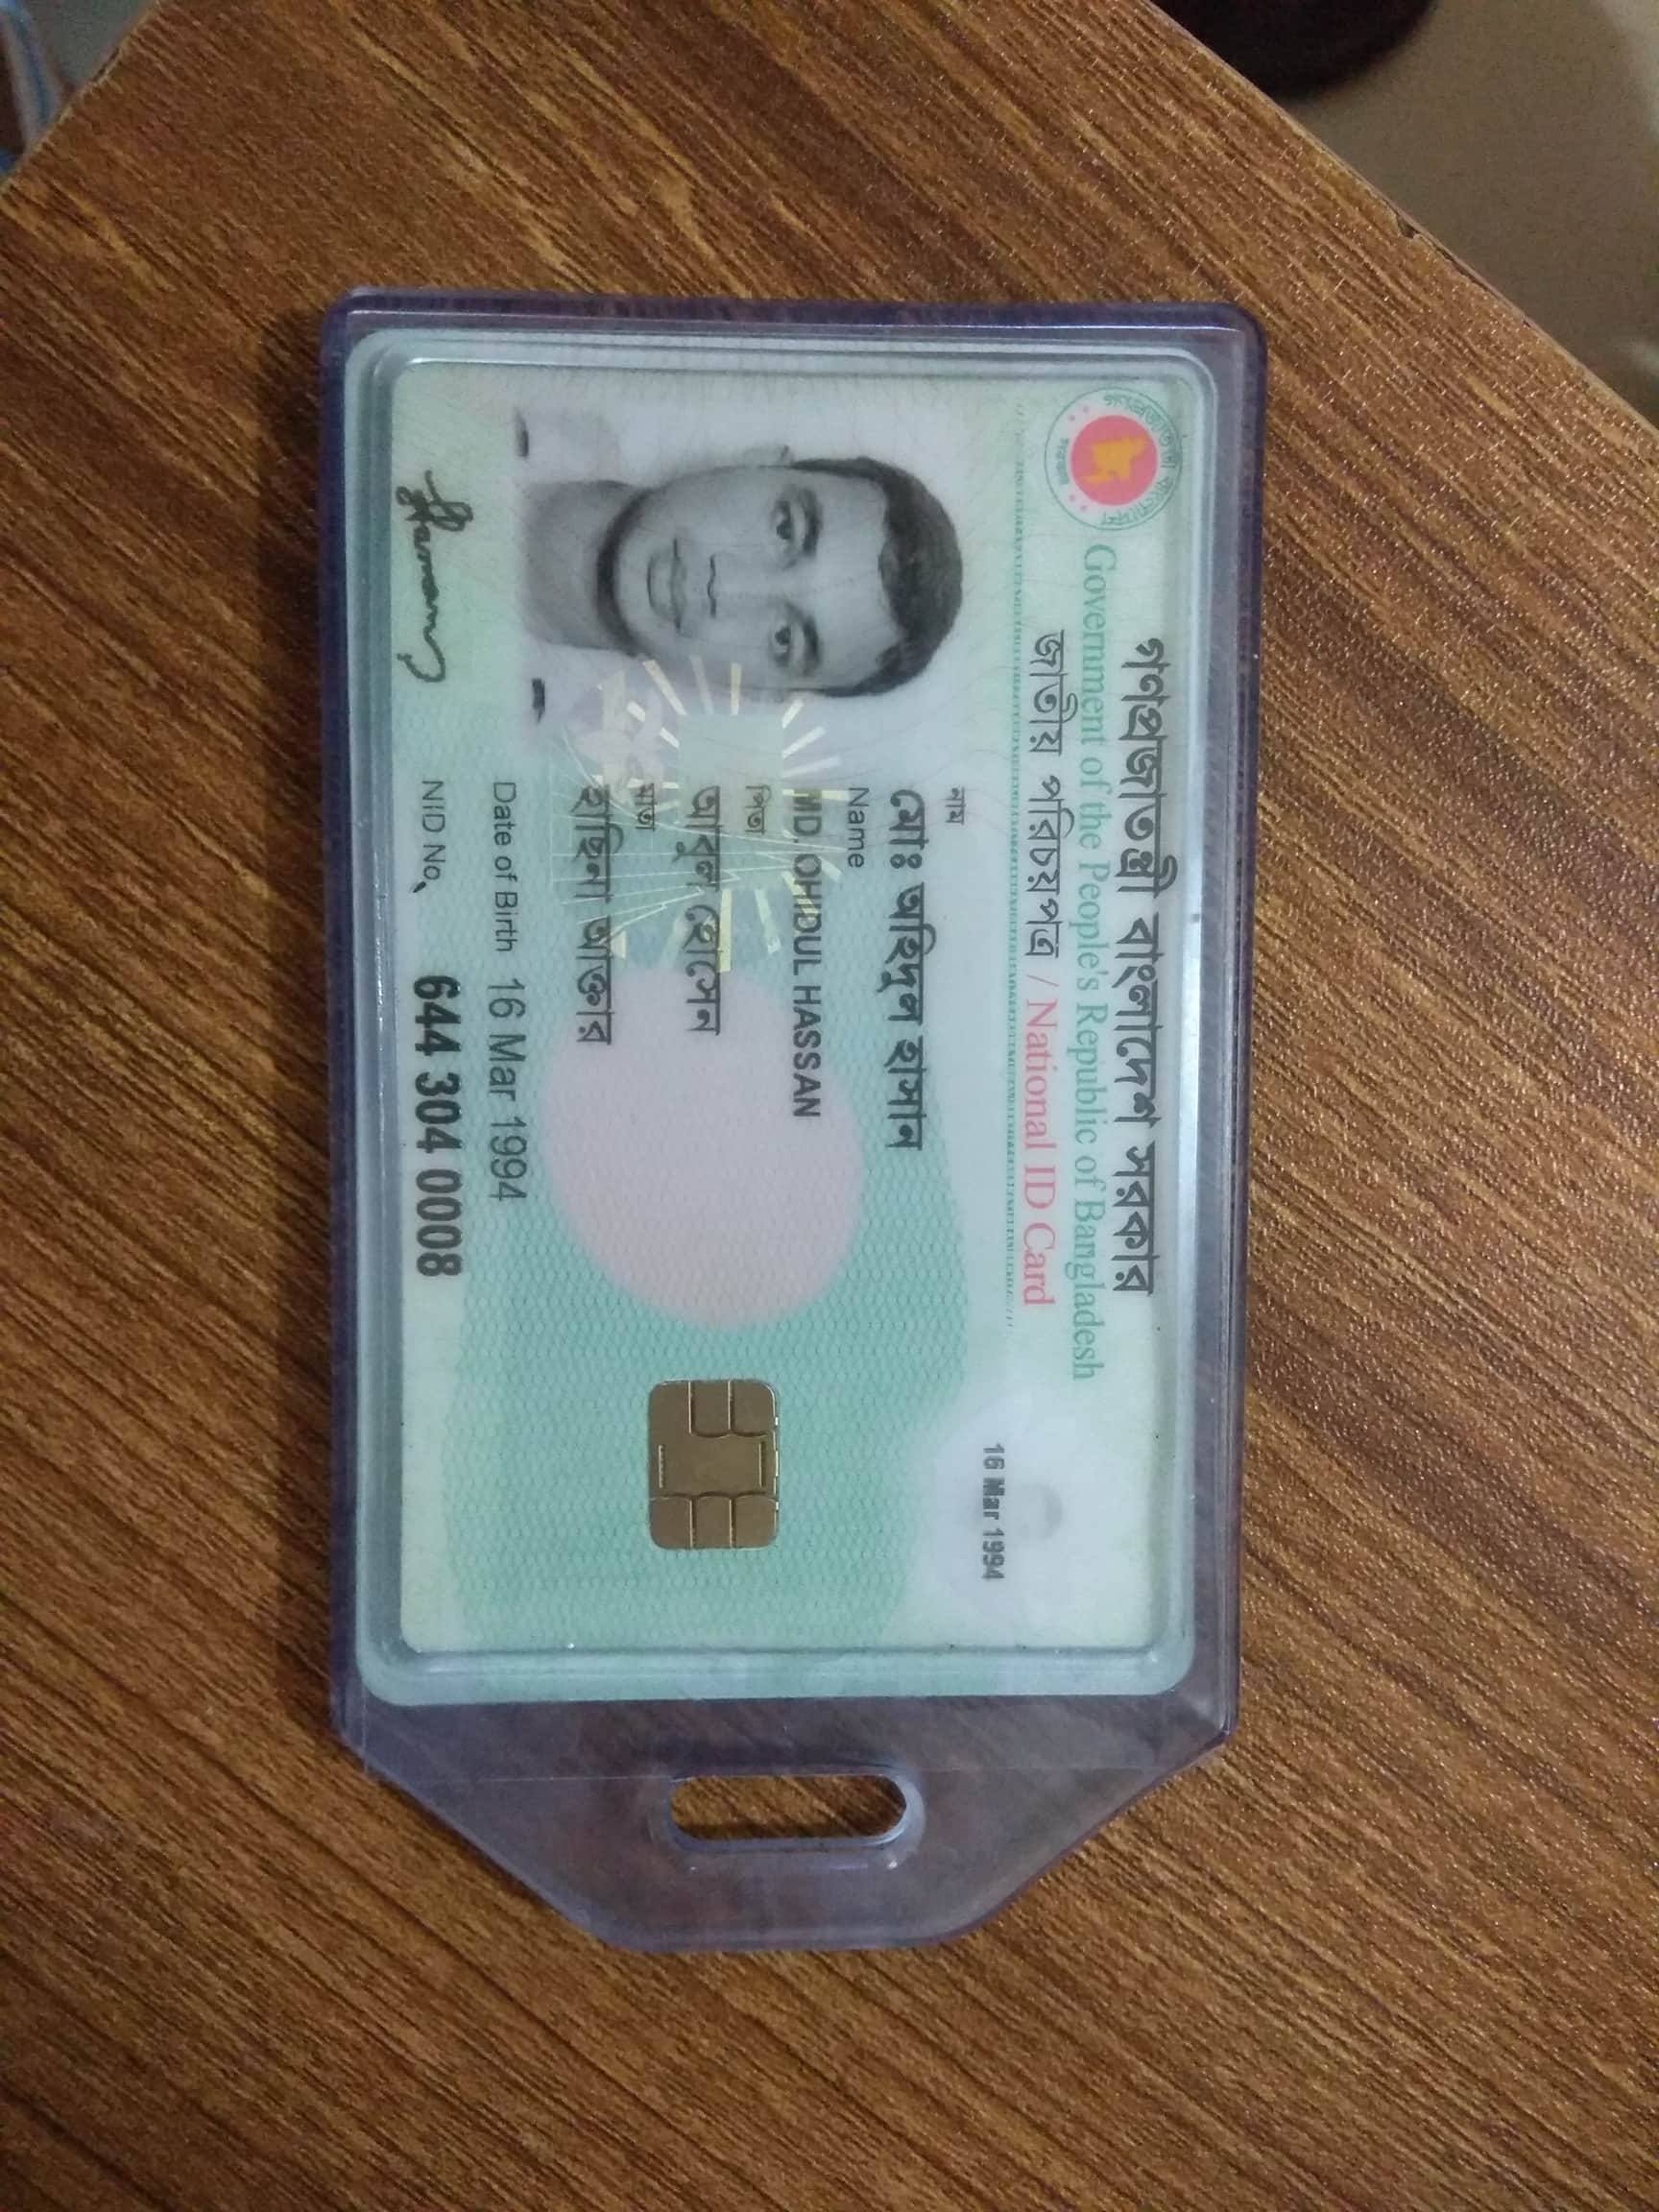 গণপ্রজাতন্ত্রী বাংলাদেশ সরকার
Government of the People's Republic of Bangladesh
জাতীয় পরিচয়পত্র / National ID Card
16 Mar 1994
নাম
মোঃ অহিদুল হাসান
Name
MD. OHIDUL HASSAN
পিতা
আবুল হোসেন
মাতা
হাছিনা আক্তার
Date of Birth 16 Mar 1994
NID No. 644 304 0008